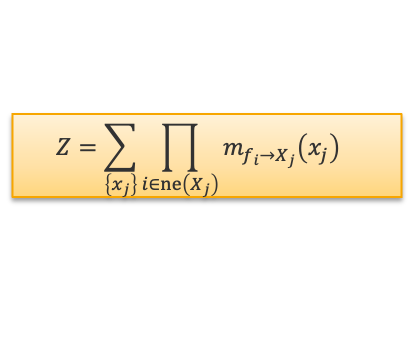 Z = ∑_{{x_j}} ∏_{i∈ne(X_j)} m_{f_i→X_j}(x_j)